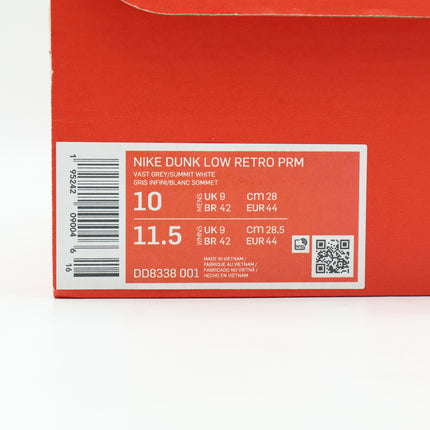 NIKE DUNK LOW RETRO PRM
VAST GREY/SUMMIT WHITE
GRIS INFINI/BLANC SOMMET
10 MENS UK 9 CM 28
BR 42 EUR 44
11.5 WMNS UK 9 CM 28.5
BR 42 EUR 44
DD8338 001
MADE IN VIETNAM /
FABRIQUE AU VIETNAM /
FABRICADO NO VIETNÃ /
HECHO EN VIETNAM
1 95242 09004 6
16